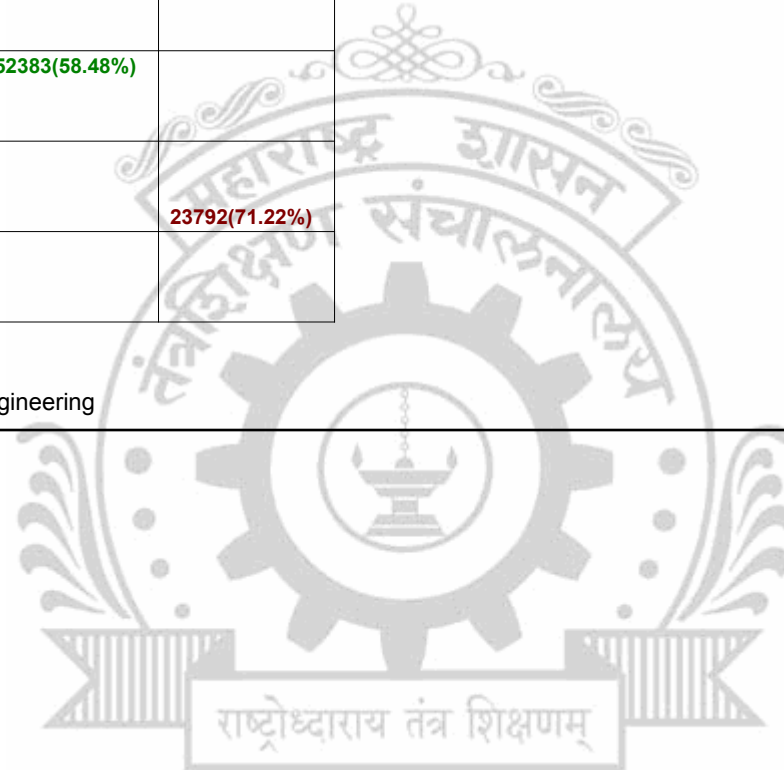 52383(58.48%)
महाराष्ट्र शासन
23792(71.22%)
तंत्रशिक्षण संचालनालय
gineering
राष्ट्रोध्दाराय तंत्र शिक्षणम्